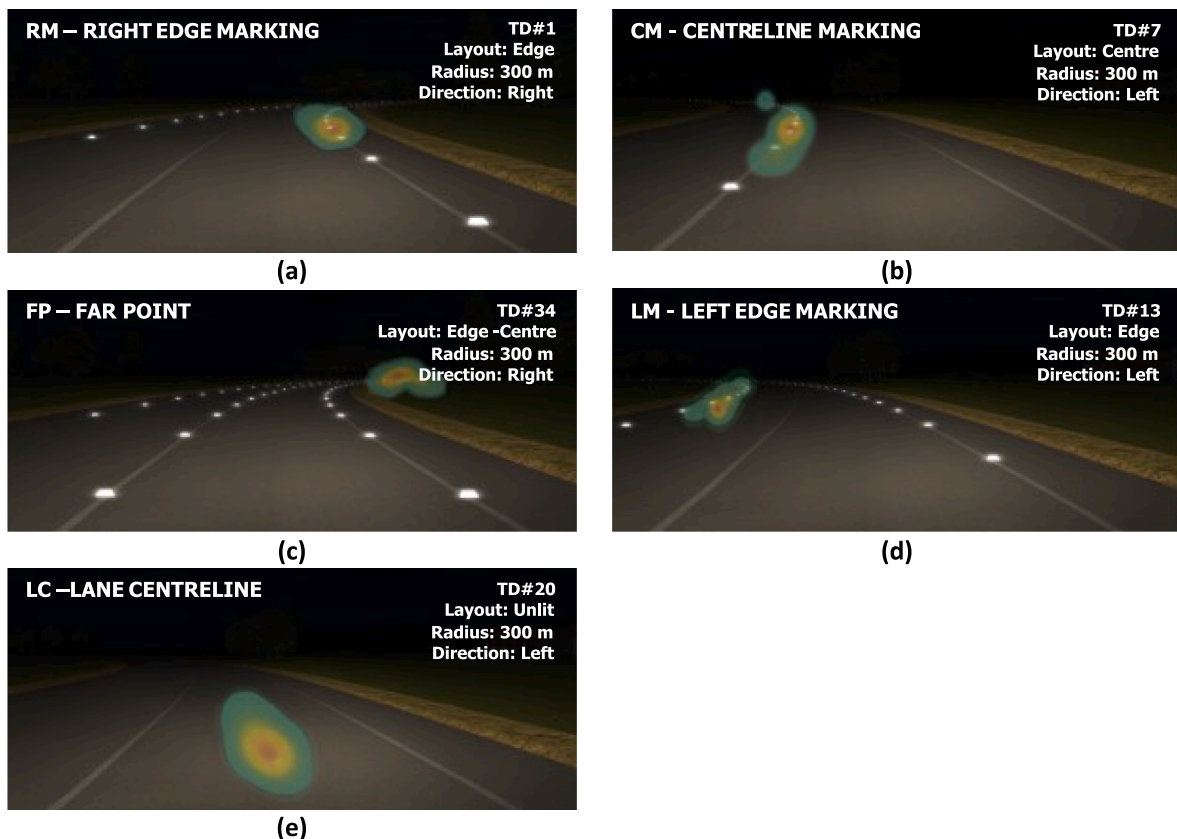 RM – RIGHT EDGE MARKING
TD#1
Layout: Edge
Radius: 300 m
Direction: Right
(a)
CM - CENTRELINE MARKING
TD#7
Layout: Centre
Radius: 300 m
Direction: Left
(b)
FP – FAR POINT
TD#34
Layout: Edge -Centre
Radius: 300 m
Direction: Right
(c)
LM - LEFT EDGE MARKING
TD#13
Layout: Edge
Radius: 300 m
Direction: Left
(d)
LC –LANE CENTRELINE
TD#20
Layout: Unlit
Radius: 300 m
Direction: Left
(e)